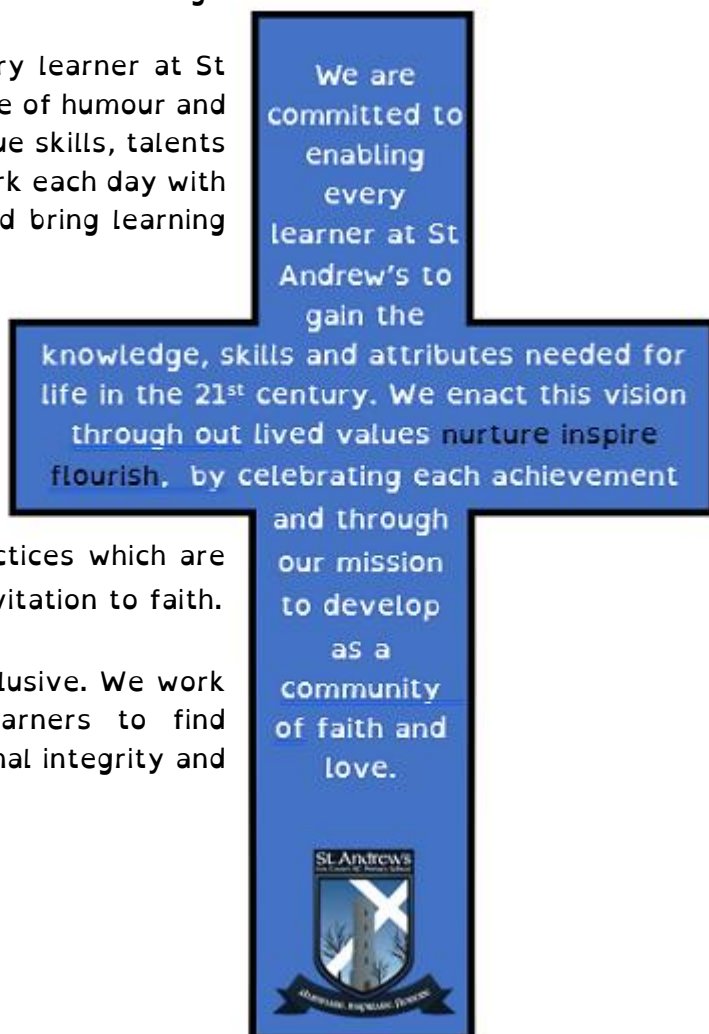 ry learner at St
e of humour and
ue skills, talents
rk each day with
d bring learning
We are
committed to
enabling
every
learner at St
Andrew's to
gain the
knowledge, skills and attributes needed for
life in the 21st century. We enact this vision
through out lived values nurture inspire
flourish, by celebrating each achievement
and through
our mission
to develop
as a
community
of faith and
love.
ctices which are
vitation to faith.
lusive. We work
arners to find
nal integrity and
St. Andrew's